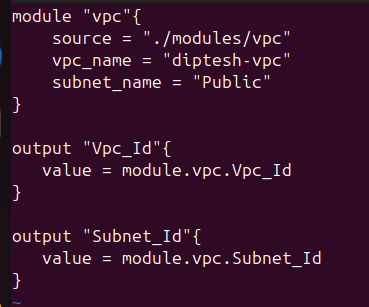 module "vpc"{
    source = "./modules/vpc"
    vpc_name = "diptesh-vpc"
    subnet_name = "Public"
}

output "Vpc_Id"{
   value = module.vpc.Vpc_Id
}

output "Subnet_Id"{
   value = module.vpc.Subnet_Id
}
~